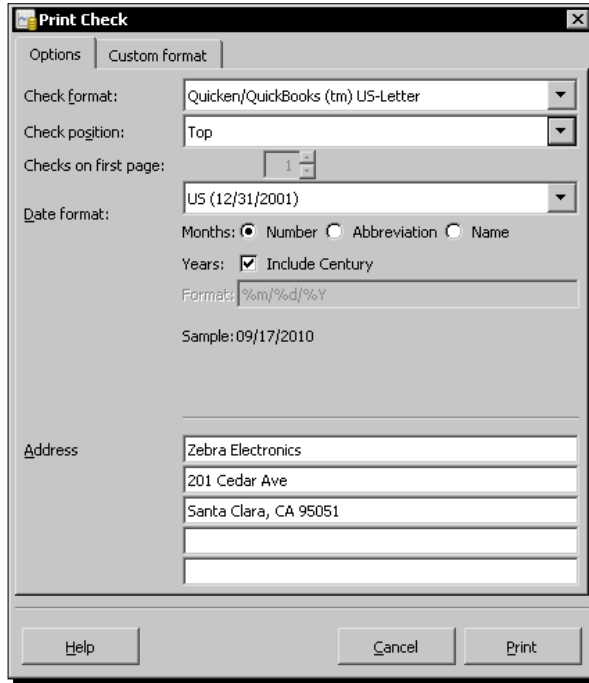 Print Check
Options Custom format
Check format: Quicken/QuickBooks (tm) US-Letter
Check position: Top
Checks on first page: 1
Date format: US (12/31/2001)
Months: Number Abbreviation Name
Years: Include Century
Format: %m/%d/%Y
Sample: 09/17/2010
Address Zebra Electronics
201 Cedar Ave
Santa Clara, CA 95051
Help Cancel Print